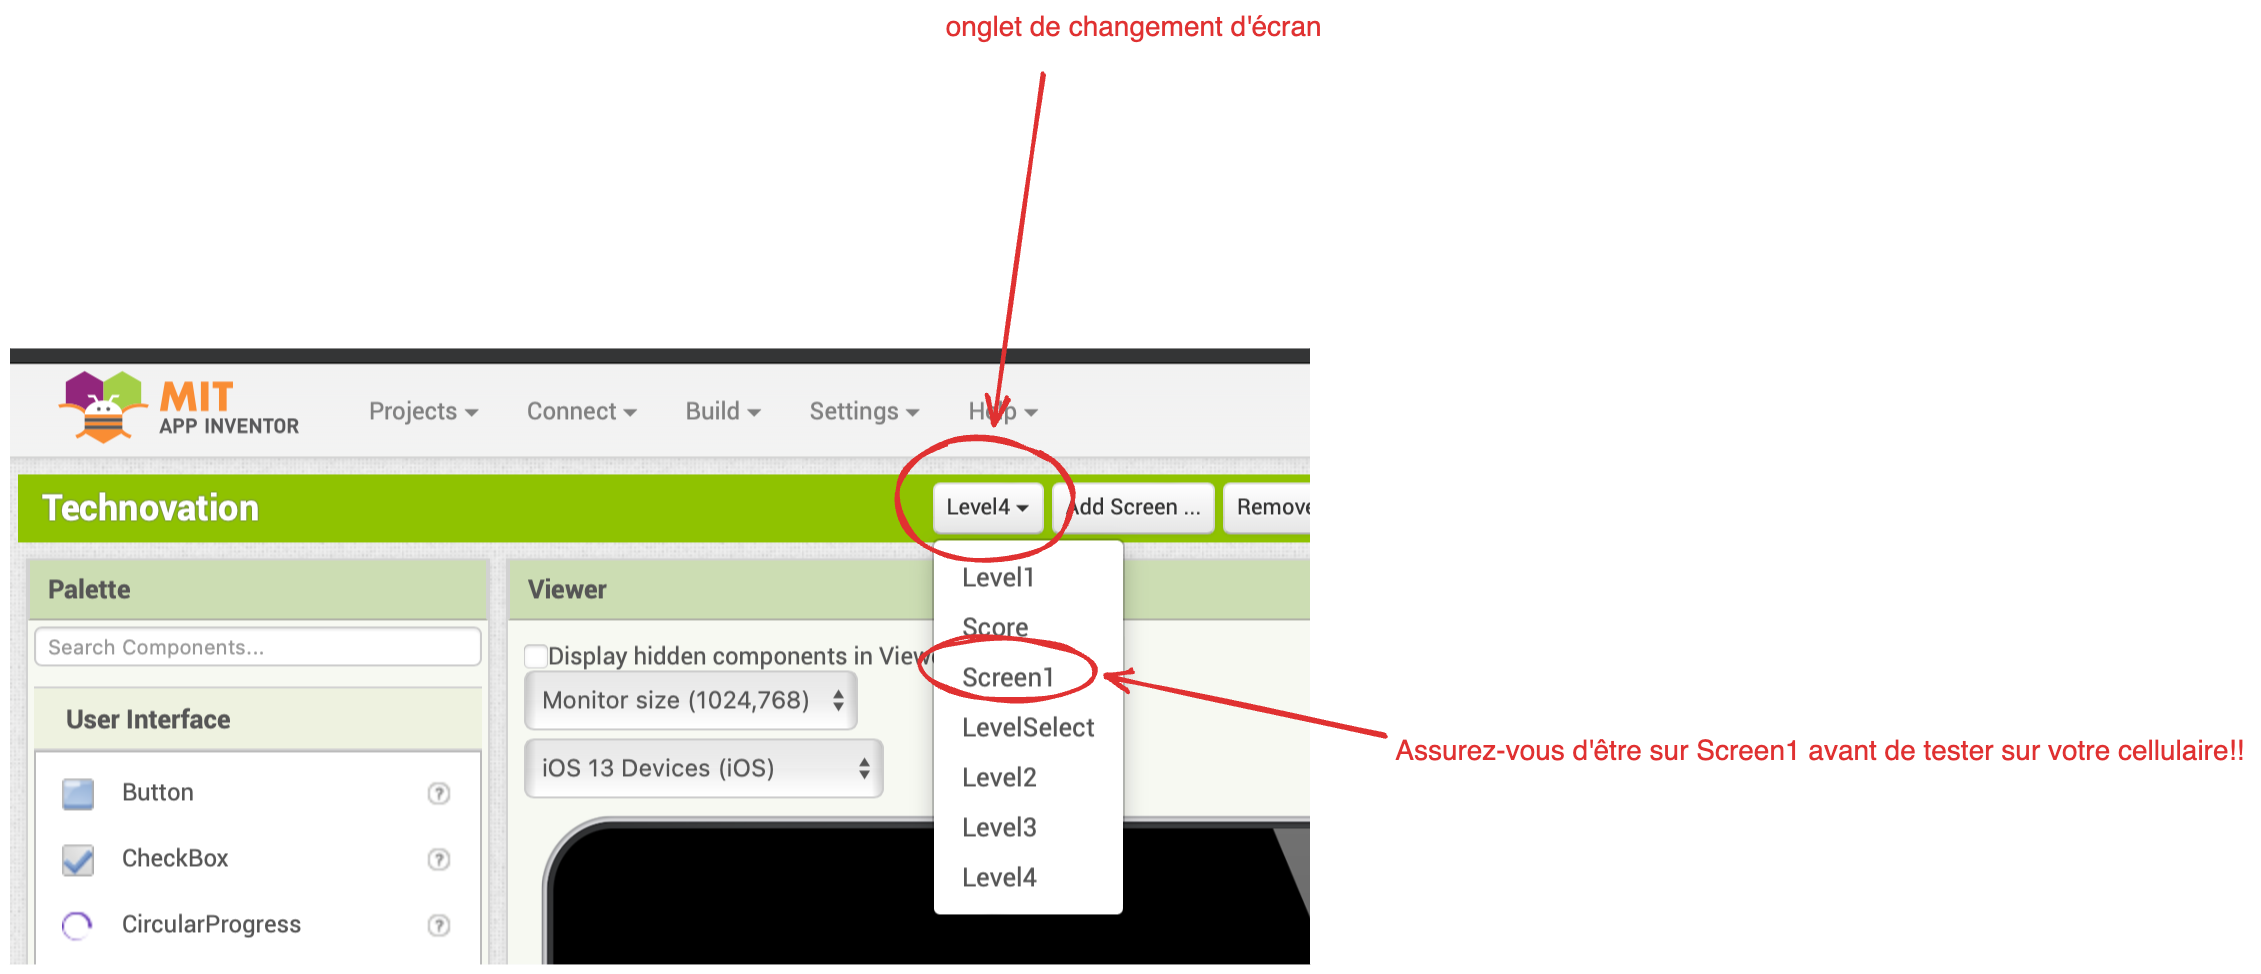 onglet de changement d'écran
MIT
APP INVENTOR
Projects
Connect
Build
Settings
Help
Technovation
Level4
Add Screen ...
Remove
Palette
Viewer
Search Components...
Display hidden components in Viewe
Monitor size (1024,768)
iOS 13 Devices (iOS)
User Interface
Button
?
CheckBox
?
CircularProgress
?
Level1
Score
Screen1
LevelSelect
Level2
Level3
Level4
Assurez-vous d'être sur Screen1 avant de tester sur votre cellulaire!!